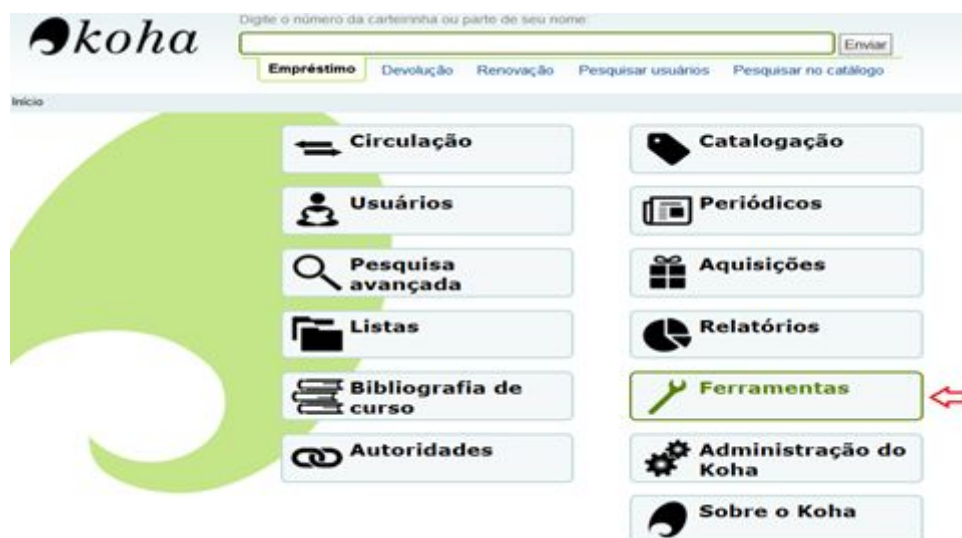 Digite o número da carteirinha ou parte de seu nome:
koha
Enviar
Empréstimo Devolução Renovação Pesquisar usuários Pesquisar no catálogo
Início
Circulação
Catalogação
Usuários
Periódicos
Pesquisa
avançada
Aquisições
Listas
Relatórios
Bibliografia de
curso
Ferramentas
Autoridades
Administração do
Koha
Sobre o Koha